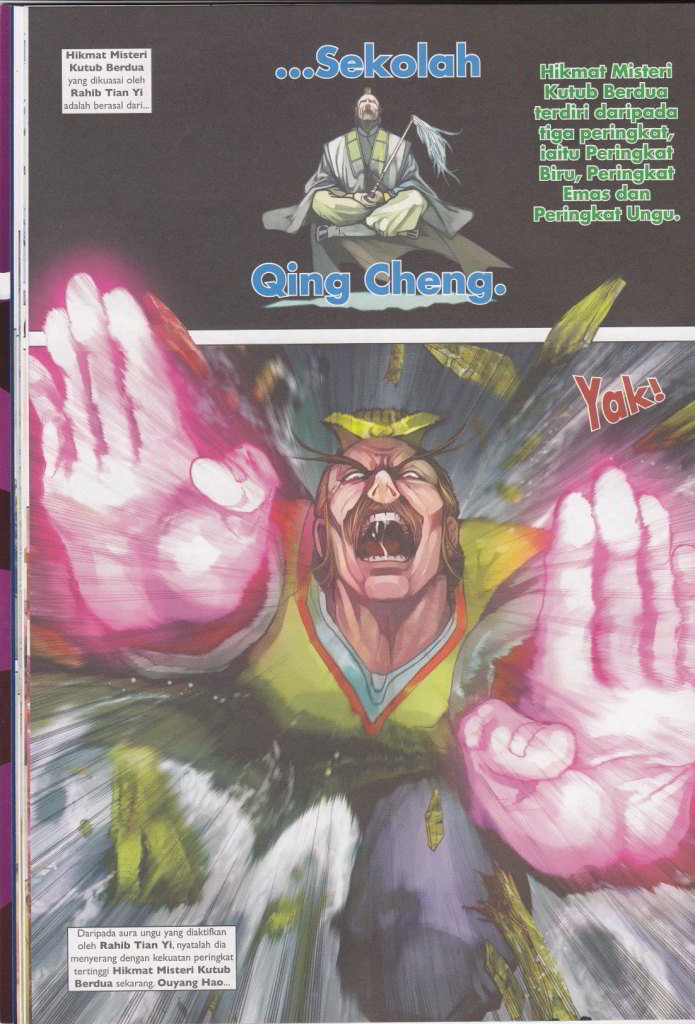 Hikmat Misteri
Kutub Berdua
yang dikuasai oleh
Rahib Tian Yi
adalah berasal dari...
...Sekolah
Qing Cheng.
Hikmat Misteri
Kutub Berdua
terdiri daripada
tiga peringkat,
iaitu Peringkat
Biru, Peringkat
Emas dan
Peringkat Ungu.
Yak!
Daripada aura ungu yang diaktifkan
oleh Rahib Tian Yi, nyatalah dia
menyerang dengan kekuatan peringkat
tertinggi Hikmat Misteri Kutub
Berdua sekarang. Ouyang Hao...